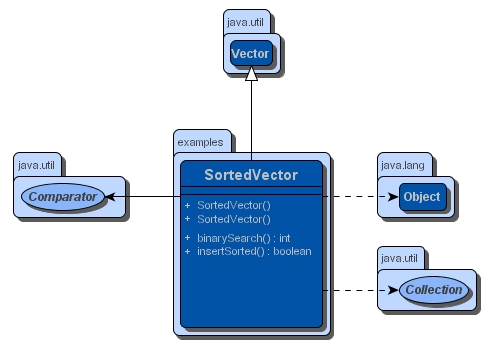 java.util
Vector
examples
java.util
Comparator
SortedVector
+ SortedVector()
+ SortedVector()
+ binarySearch() : int
+ insertSorted() : boolean
java.lang
Object
java.util
Collection